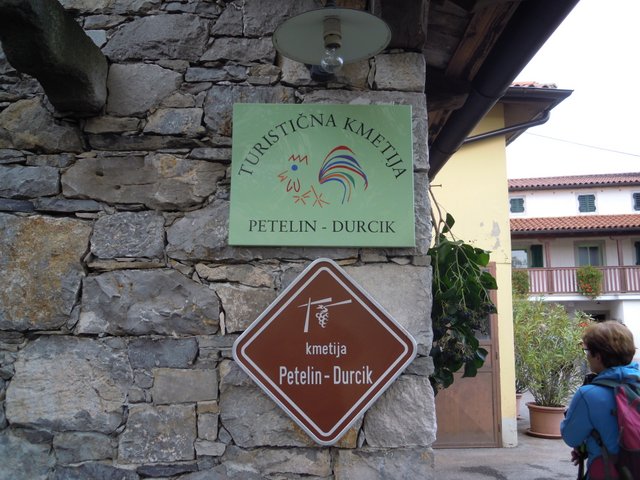 TURISTIČNA KMETIJA
PETELIN - DURCIK
kmetija
Petelin - Durcik